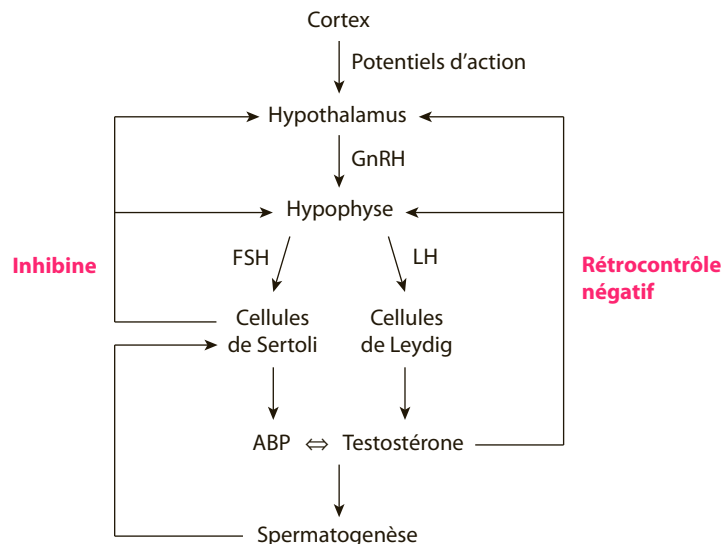 Cortex
Potentiels d’action
Hypothalamus
GnRH
Hypophyse
FSH
LH
Inhibine
Rétrocontrôle
négatif
Cellules
de Sertoli
Cellules
de Leydig
ABP ⇔ Testostérone
Spermatogenèse